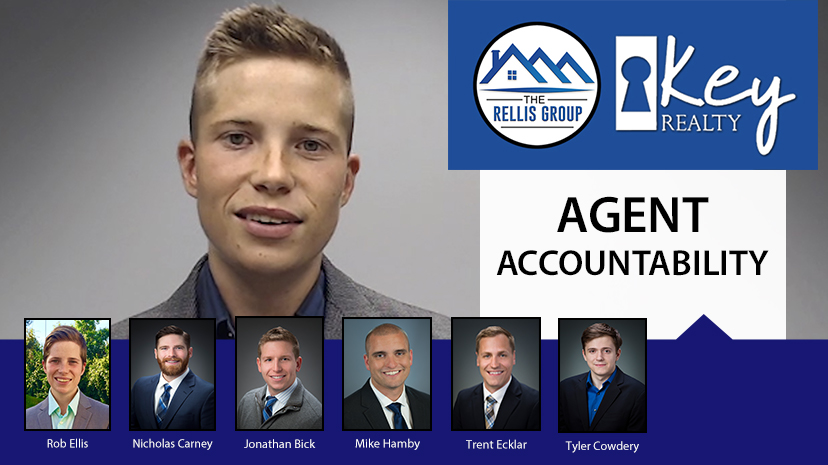 THE
RELLIS GROUP
Key
REALTY
AGENT
ACCOUNTABILITY
Rob Ellis
Nicholas Carney
Jonathan Bick
Mike Hamby
Trent Ecklar
Tyler Cowdery